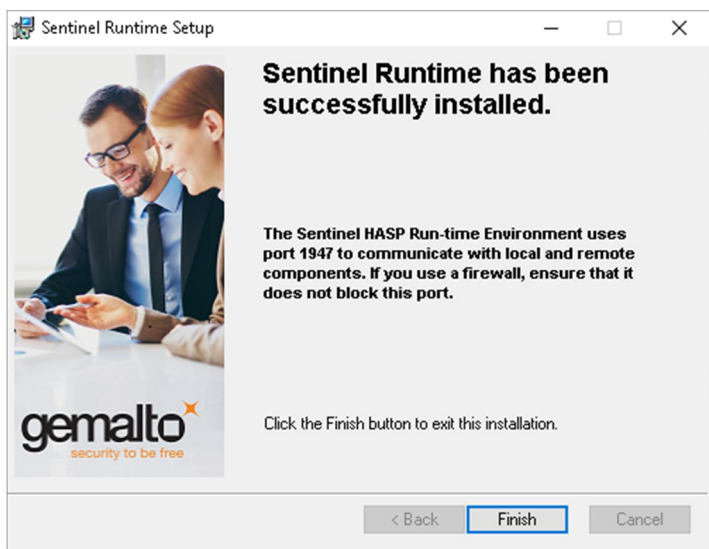 Sentinel Runtime Setup
Sentinel Runtime has been
successfully installed.
The Sentinel HASP Run-time Environment uses
port 1947 to communicate with local and remote
components. If you use a firewall, ensure that it
does not block this port.
gemalto
security to be free
Click the Finish button to exit this installation.
< Back
Finish
Cancel